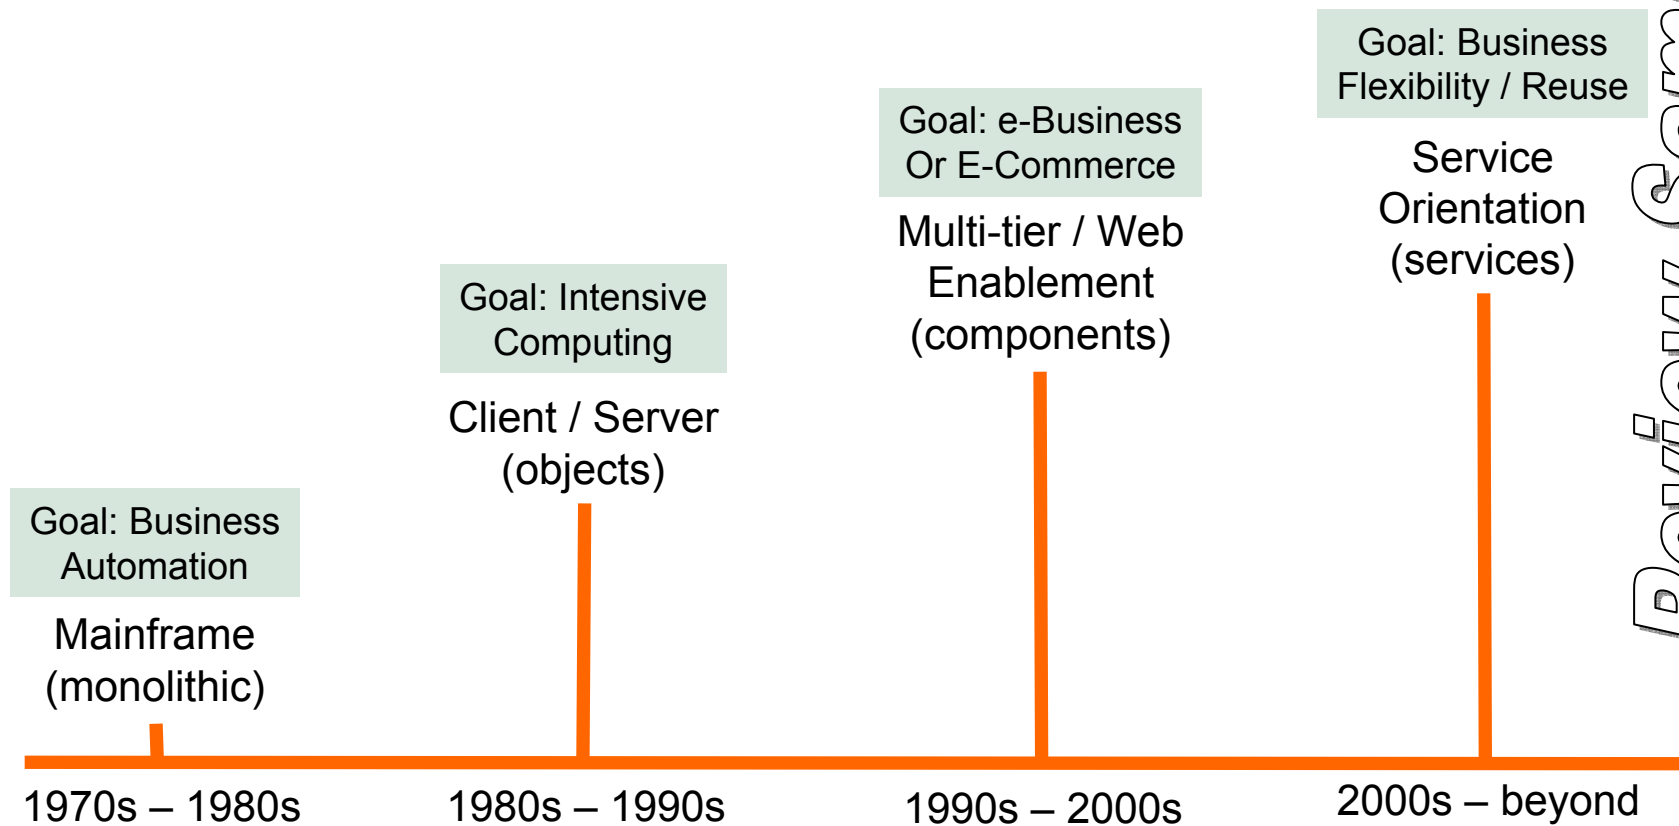 Goal: Business
Automation
Mainframe
(monolithic)
1970s – 1980s
Goal: Intensive
Computing
Client / Server
(objects)
1980s – 1990s
Goal: e-Business
Or E-Commerce
Multi-tier / Web
Enablement
(components)
1990s – 2000s
Goal: Business
Flexibility / Reuse
Service
Orientation
(services)
2000s – beyond